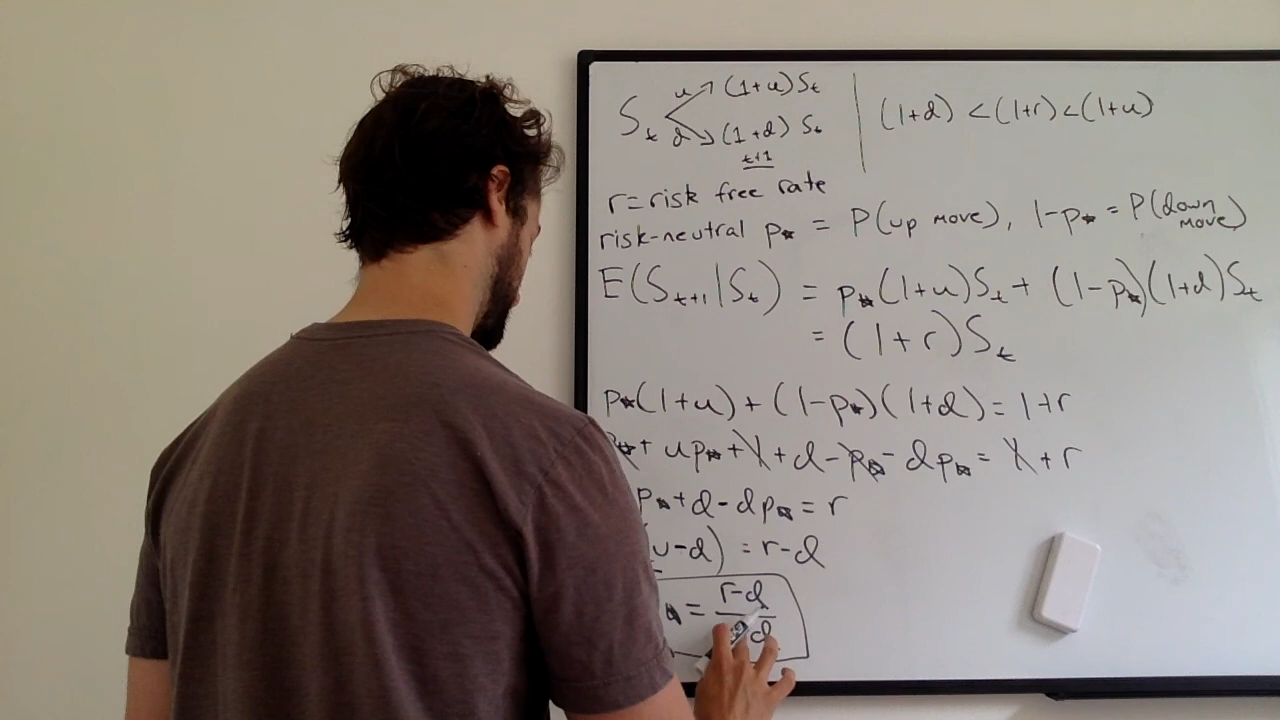 S_t u (1+u)S_t | (1+d) < (1+r) < (1+u)
d (1+d) S_t
t+1
r = risk free rate
risk-neutral p* = P(up move), 1-p* = P(down move)
E(S_{t+1}|S_t) = p*(1+u)S_t + (1-p*)(1+d)S_t
= (1+r)S_t
p*(1+u) + (1-p*)(1+d) = 1+r
p* + up* + 1 + d - p* - dp* = 1 + r
p* + d - dp* = r
(u-d) = r-d
* = r-d
d